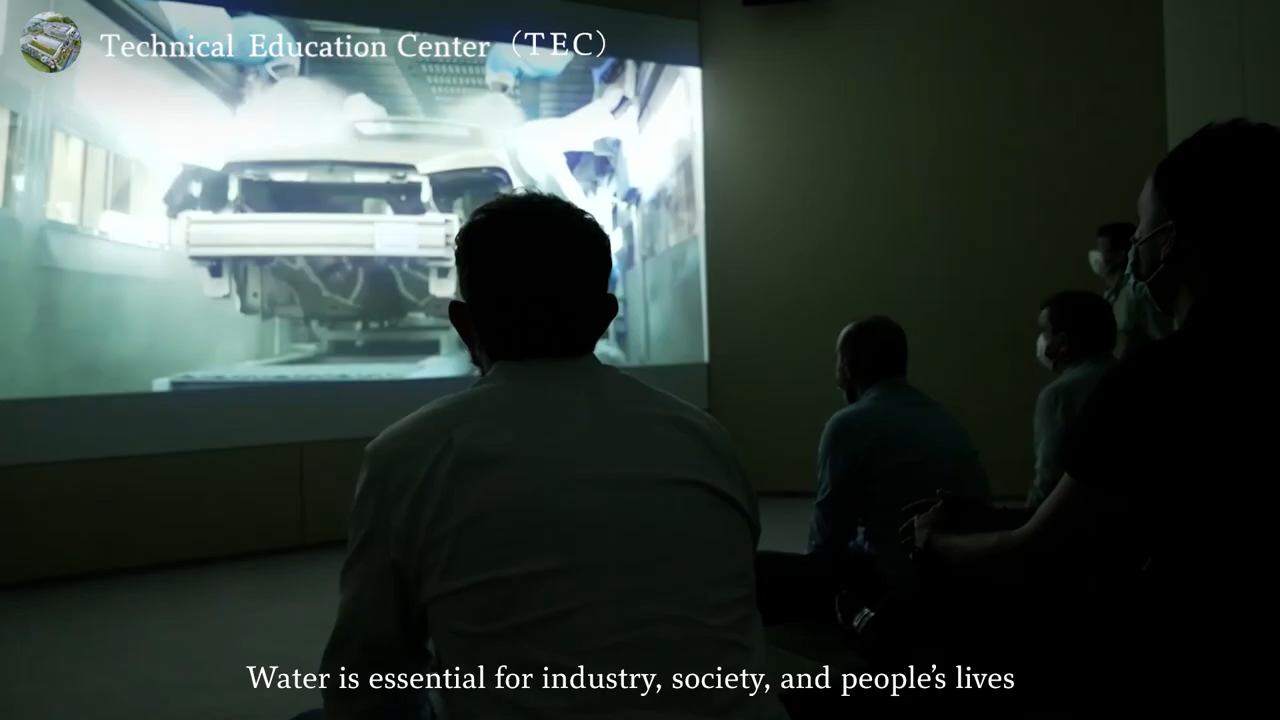 Technical Education Center（TEC）
Water is essential for industry, society, and people’s lives